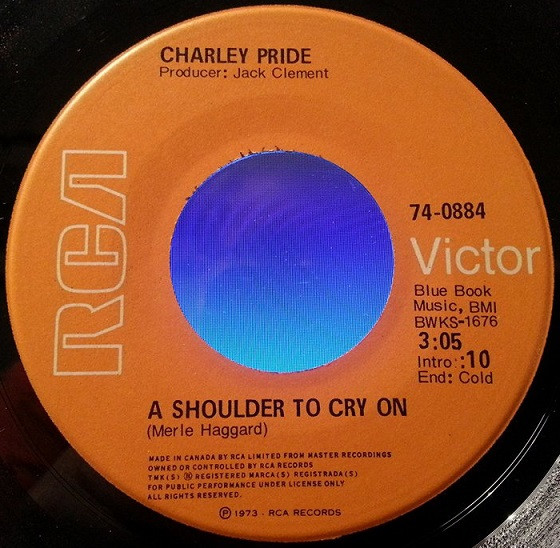 CHARLEY PRIDE
Producer: Jack Clement
RCA
74-0884
Victor
Blue Book
Music, BMI
BWKS-1676
3:05
Intro: :10
End: Cold
A SHOULDER TO CRY ON
(Merle Haggard)
MADE IN CANADA BY RCA LIMITED FROM MASTER RECORDINGS
OWNED OR CONTROLLED BY RCA RECORDS
TMK(S) ® REGISTERED MARCA(S) REGISTRADA(S)
FOR PUBLIC PERFORMANCE UNDER LICENSE ONLY
ALL RIGHTS RESERVED.
℗ 1973 · RCA RECORDS